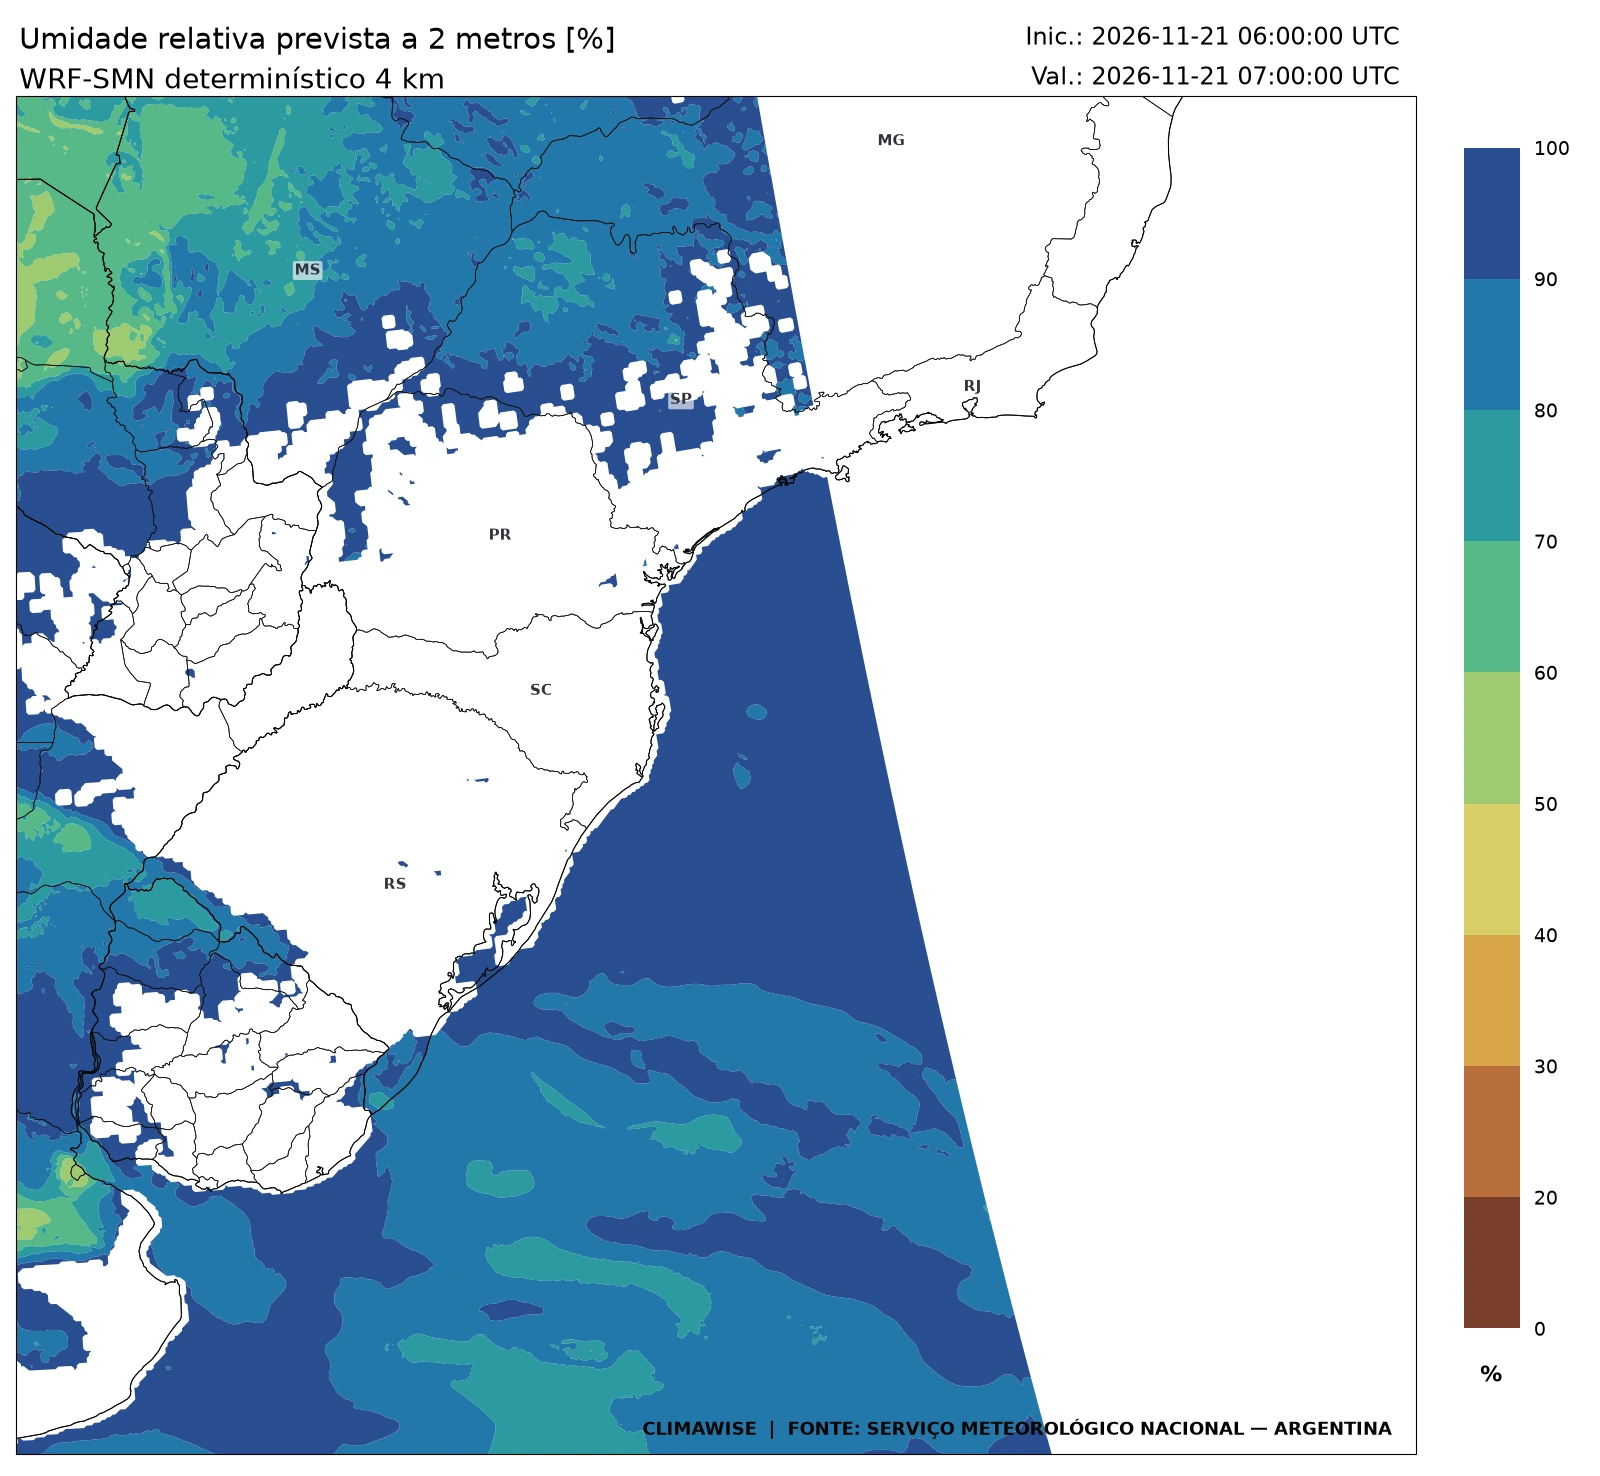 Umidade relativa prevista a 2 metros [%]
WRF-SMN determinístico 4 km
Inic.: 2026-11-21 06:00:00 UTC
Val.: 2026-11-21 07:00:00 UTC
MG
MS
RJ
SP
PR
SC
RS
100
90
80
70
60
50
40
30
20
0
%
CLIMAWISE | FONTE: SERVIÇO METEOROLÓGICO NACIONAL — ARGENTINA